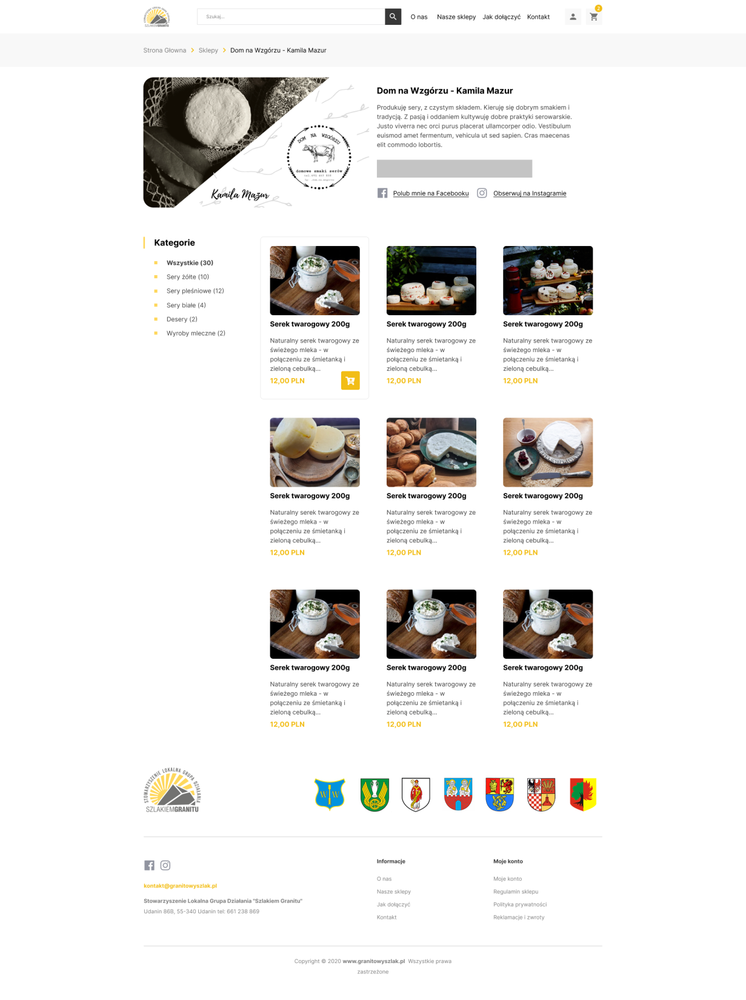 STOWARZYSZENIE LOKALNA GRUPA DZIAŁANIA
SZLAKIEMGRANITU
Szukaj...
O nas
Nasze sklepy
Jak dołączyć
Kontakt
2
Strona Głowna
Sklepy
Dom na Wzgórzu - Kamila Mazur
DOM NA WZGÓRZU
domowe smaki serów
Kamila Mazur
Dom na Wzgórzu - Kamila Mazur
Produkuję sery, z czystym składem. Kieruję się dobrym smakiem i
tradycją. Z pasją i oddaniem kultywuję dobre praktyki serowarskie.
Justo viverra nec orci purus placerat ullamcorper odio. Vestibulum
euismod amet fermentum, vehicula ut sed sapien. Cras maecenas
elit commodo lobortis.
Polub mnie na Facebooku
Obserwuj na Instagramie
Kategorie
Wszystkie (30)
Sery żółte (10)
Sery pleśniowe (12)
Sery białe (4)
Desery (2)
Wyroby mleczne (2)
Serek twarogowy 200g
Naturalny serek twarogowy ze
świeżego mleka - w
połączeniu ze śmietanką i
zieloną cebulką...
12,00 PLN
Serek twarogowy 200g
Naturalny serek twarogowy ze
świeżego mleka - w
połączeniu ze śmietanką i
zieloną cebulką...
12,00 PLN
Serek twarogowy 200g
Naturalny serek twarogowy ze
świeżego mleka - w
połączeniu ze śmietanką i
zieloną cebulką...
12,00 PLN
Serek twarogowy 200g
Naturalny serek twarogowy ze
świeżego mleka - w
połączeniu ze śmietanką i
zieloną cebulką...
12,00 PLN
Serek twarogowy 200g
Naturalny serek twarogowy ze
świeżego mleka - w
połączeniu ze śmietanką i
zieloną cebulką...
12,00 PLN
Serek twarogowy 200g
Naturalny serek twarogowy ze
świeżego mleka - w
połączeniu ze śmietanką i
zieloną cebulką...
12,00 PLN
Serek twarogowy 200g
Naturalny serek twarogowy ze
świeżego mleka - w
połączeniu ze śmietanką i
zieloną cebulką...
12,00 PLN
Serek twarogowy 200g
Naturalny serek twarogowy ze
świeżego mleka - w
połączeniu ze śmietanką i
zieloną cebulką...
12,00 PLN
Serek twarogowy 200g
Naturalny serek twarogowy ze
świeżego mleka - w
połączeniu ze śmietanką i
zieloną cebulką...
12,00 PLN
STOWARZYSZENIE LOKALNA GRUPA DZIAŁANIA
SZLAKIEMGRANITU
W W
kontakt@granitowyszlak.pl
Stowarzyszenie Lokalna Grupa Działania "Szlakiem Granitu"
Udanin 86B, 55-340 Udanin tel: 661 238 869
Informacje
O nas
Nasze sklepy
Jak dołączyć
Kontakt
Moje konto
Moje konto
Regulamin sklepu
Polityka prywatności
Reklamacje i zwroty
Copyright © 2020 www.granitowyszlak.pl Wszystkie prawa
zastrzeżone